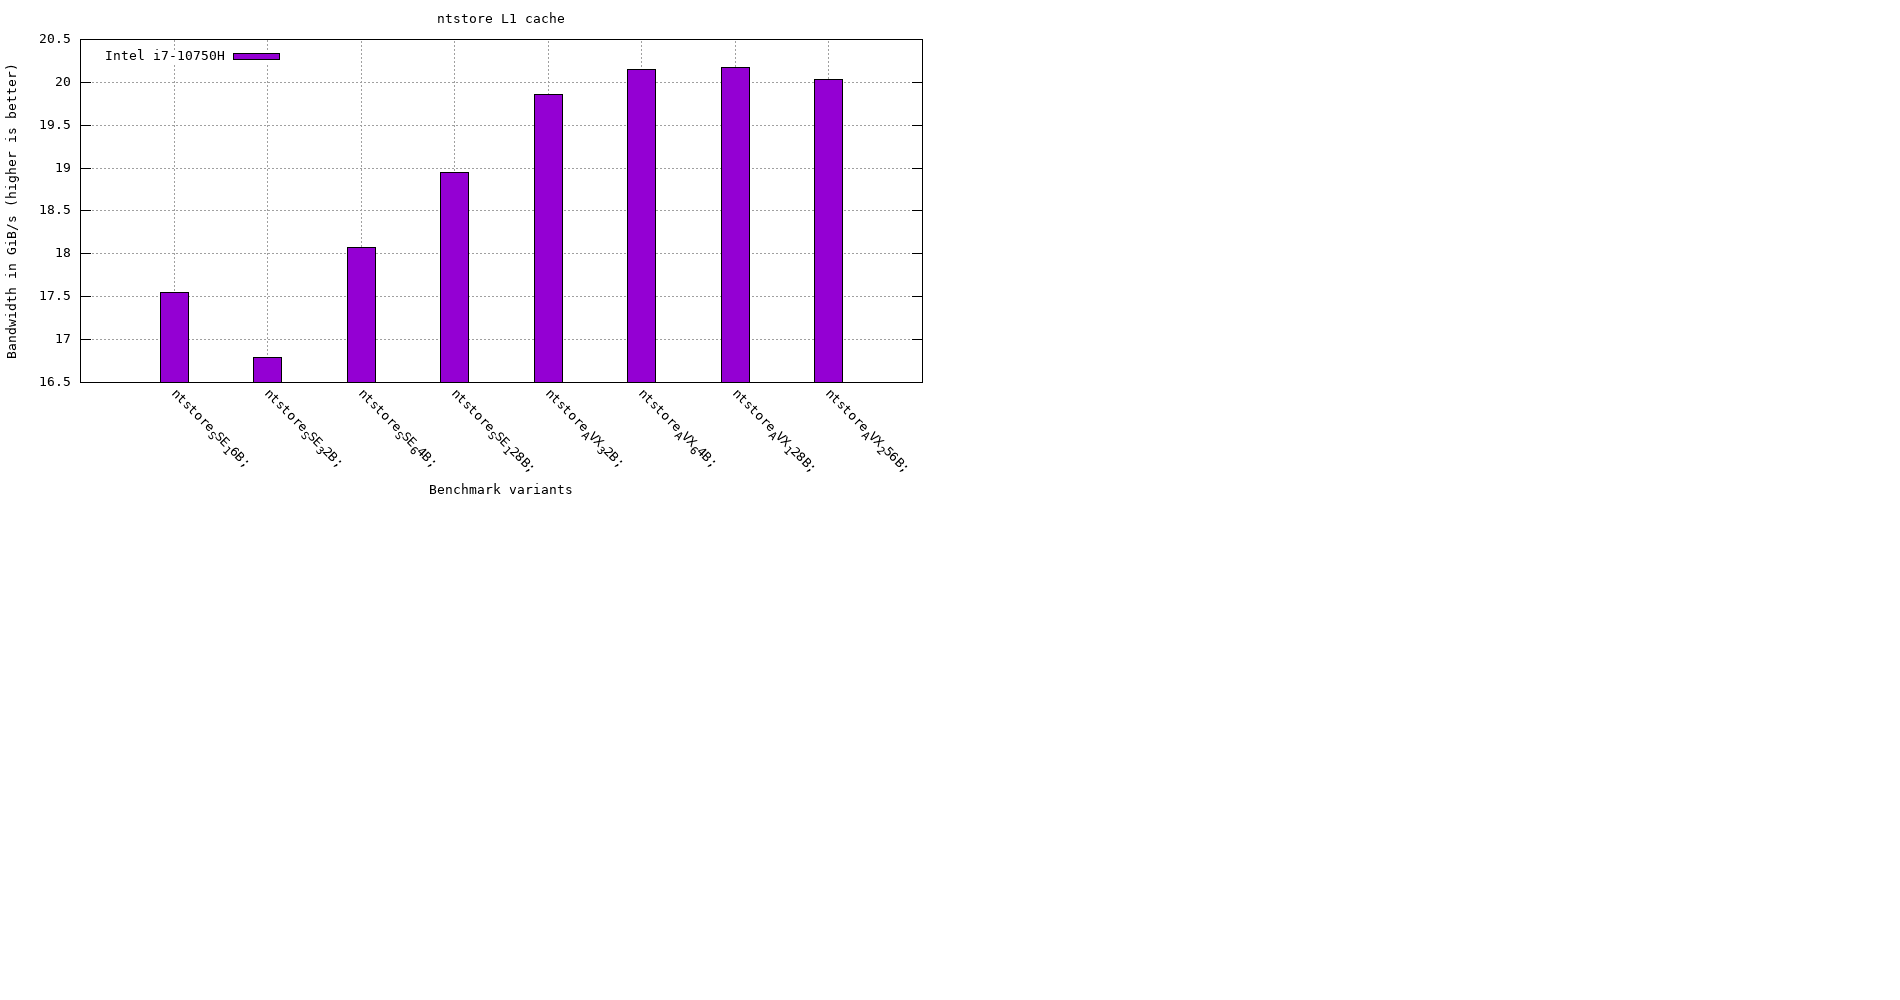 ntstore L1 cache
Intel i7-10750H
Bandwidth in GiB/s (higher is better)
20.5
20
19.5
19
18.5
18
17.5
17
16.5
ntstoreSSE16B;
ntstoreSSE32B;
ntstoreSSE64B;
ntstoreSSE128B;
ntstoreAVX32B;
ntstoreAVX64B;
ntstoreAVX128B;
ntstoreAVX256B;
Benchmark variants